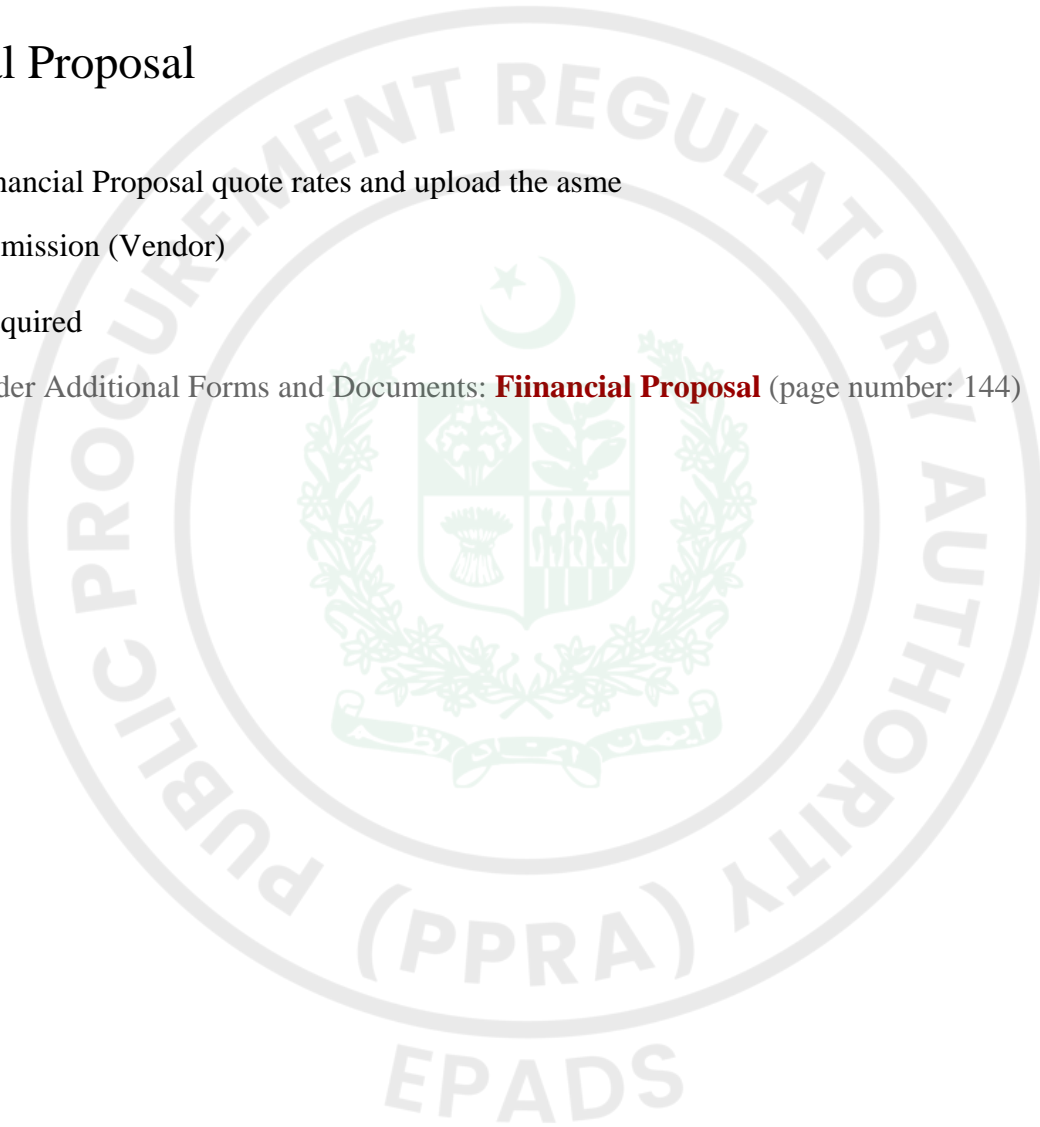 al Proposal
nancial Proposal quote rates and upload the asme
mission (Vendor)
quired
der Additional Forms and Documents: Fiinancial Proposal (page number: 144)
PUBLIC PROCUREMENT REGULATORY AUTHORITY
(PPRA)
EPADS